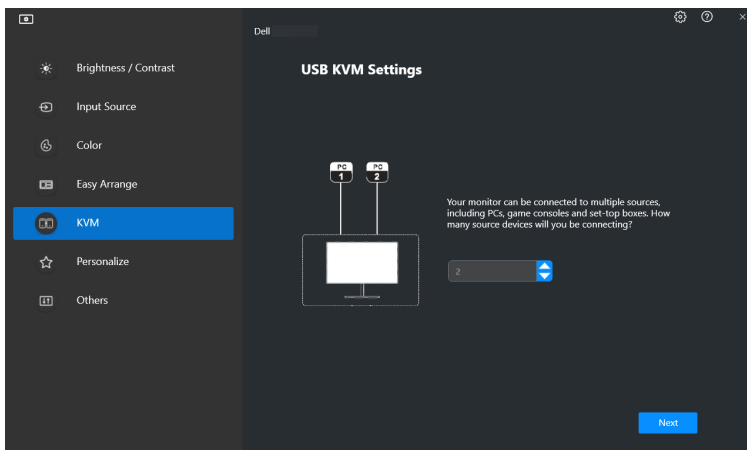 Dell
Brightness / Contrast
Input Source
Color
Easy Arrange
KVM
Personalize
Others
USB KVM Settings
PC
1
PC
2
Your monitor can be connected to multiple sources,
including PCs, game consoles and set-top boxes. How
many source devices will you be connecting?
2
Next